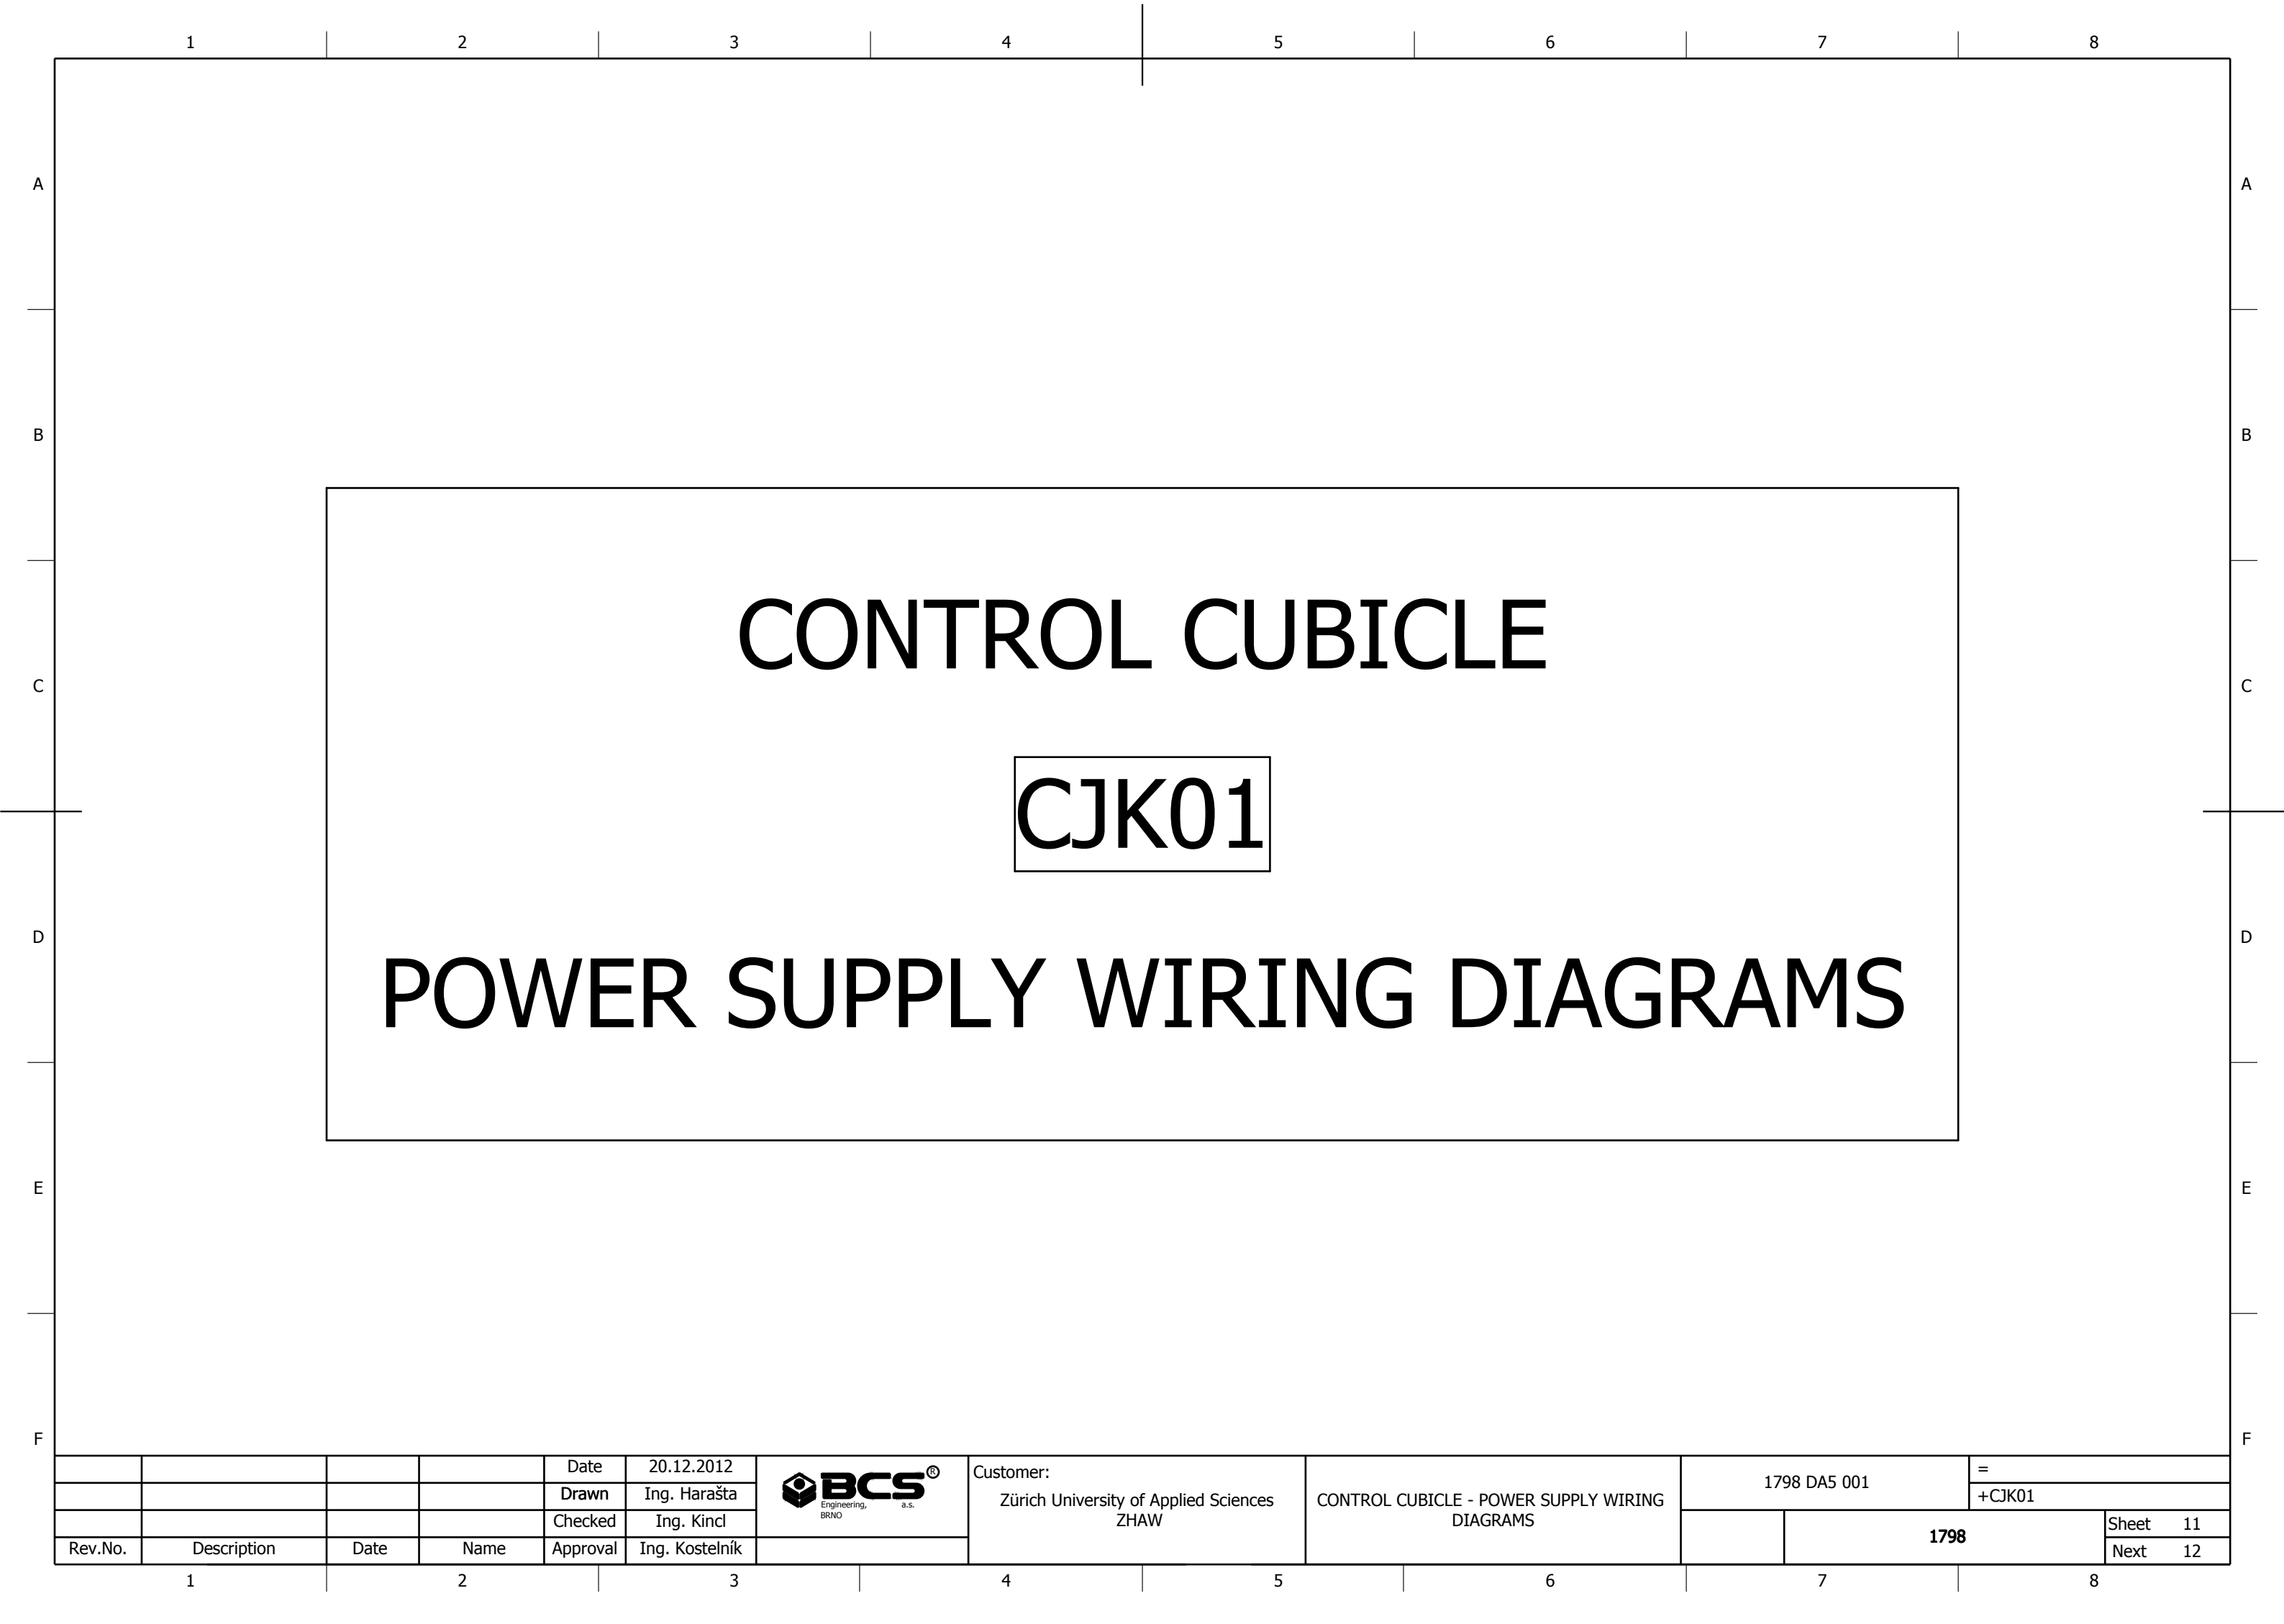 1 2 3 4 5 6 7 8
A A
B B
CONTROL CUBICLE
C C
CJK01
D D
POWER SUPPLY WIRING DIAGRAMS
E E
F F
Date 20.12.2012
Drawn Ing. Harašta
Checked Ing. Kincl
Rev.No. Description Date Name Approval Ing. Kostelník
BCS ®
Engineering, a.s.
BRNO
Customer:
Zürich University of Applied Sciences
ZHAW
CONTROL CUBICLE - POWER SUPPLY WIRING
DIAGRAMS
1798 DA5 001
=
+CJK01
1798
Sheet 11
Next 12
1 2 3 4 5 6 7 8